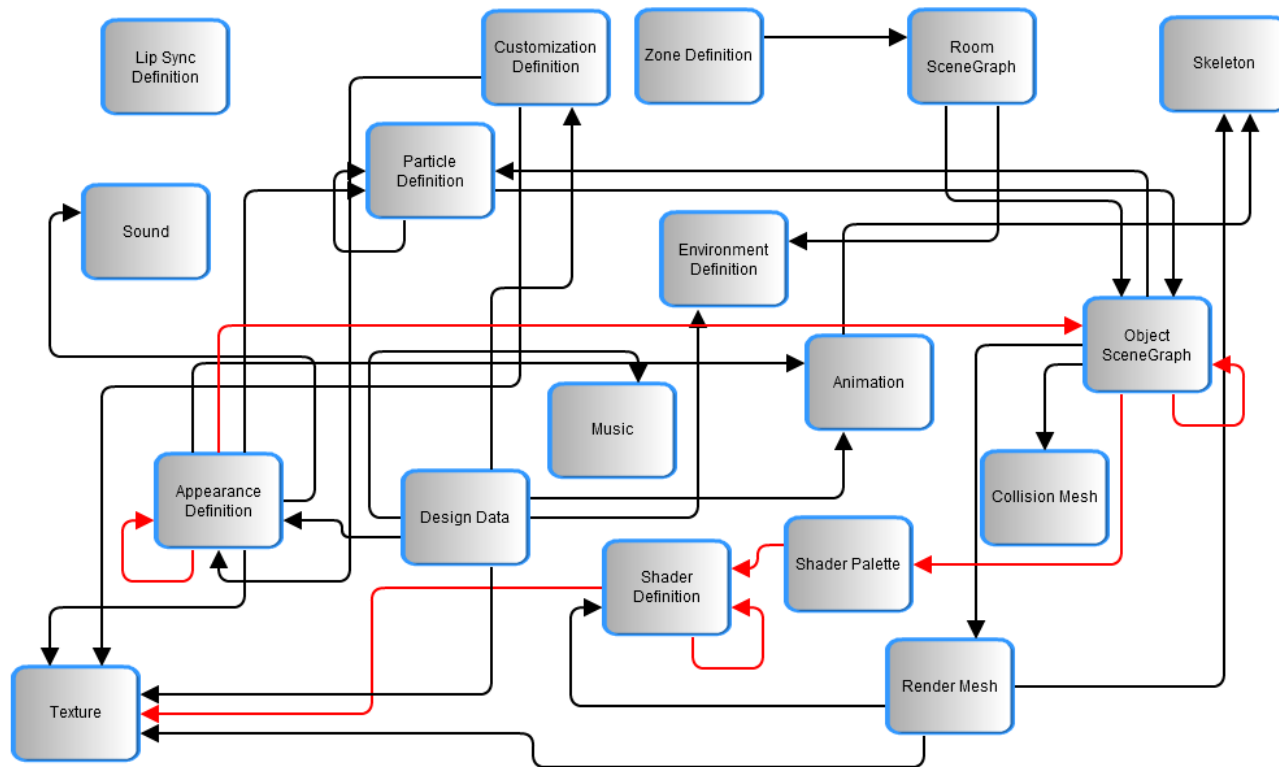 Lip Sync
Definition
Customization
Definition
Zone Definition
Room
SceneGraph
Skeleton
Particle
Definition
Sound
Environment
Definition
Object
SceneGraph
Animation
Music
Collision Mesh
Appearance
Definition
Design Data
Shader
Definition
Shader Palette
Render Mesh
Texture